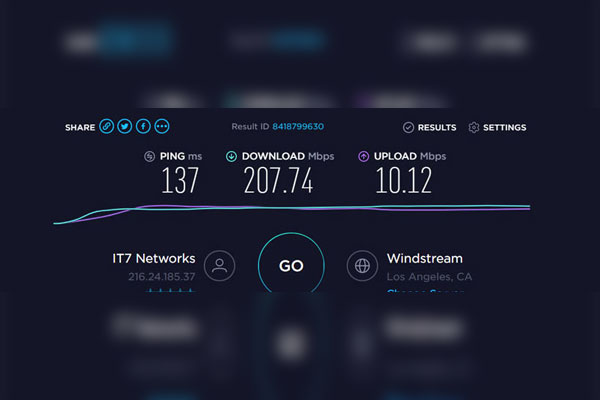 SHARE Result ID 8418799630 RESULTS SETTINGS
PING ms DOWNLOAD Mbps UPLOAD Mbps
137 207.74 10.12
IT7 Networks GO Windstream
216.24.185.37 Los Angeles, CA